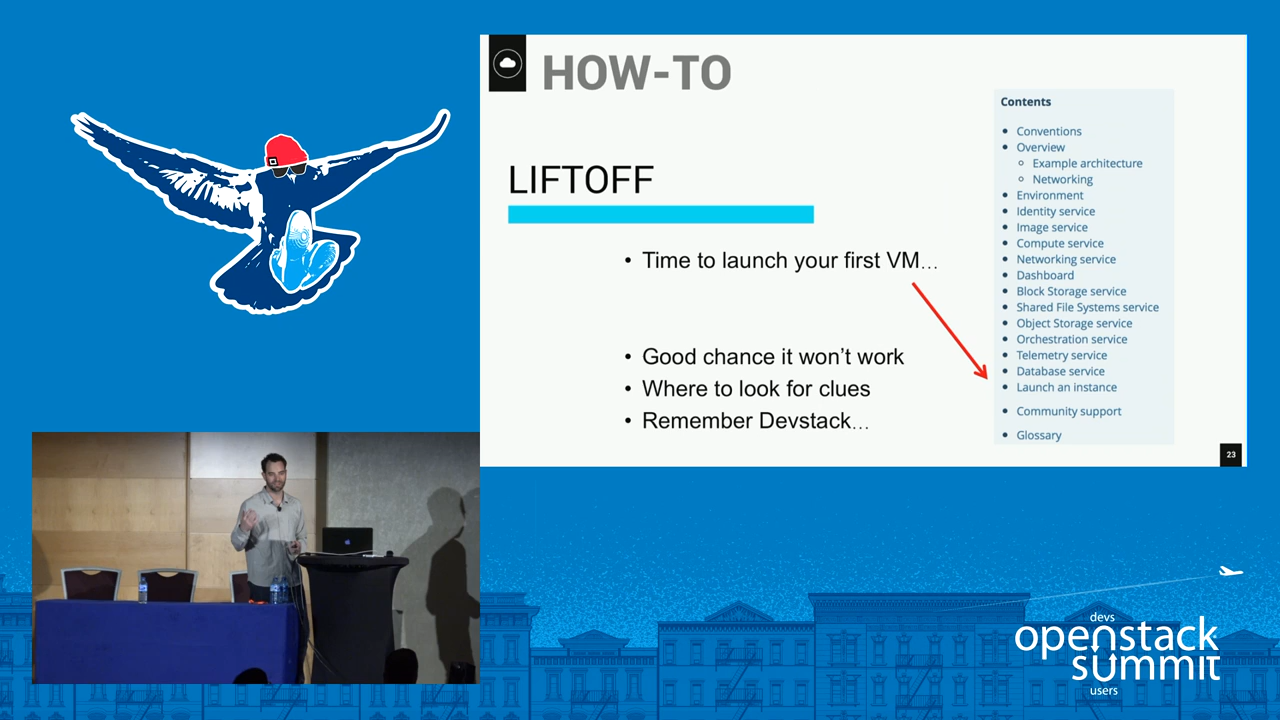 HOW-TO
LIFTOFF
• Time to launch your first VM…
• Good chance it won’t work
• Where to look for clues
• Remember Devstack…
Contents
• Conventions
• Overview
◦ Example architecture
◦ Networking
• Environment
• Identity service
• Image service
• Compute service
• Networking service
• Dashboard
• Block Storage service
• Shared File Systems service
• Object Storage service
• Orchestration service
• Telemetry service
• Database service
• Launch an instance
• Community support
• Glossary
23
devs
openstack
summit
users